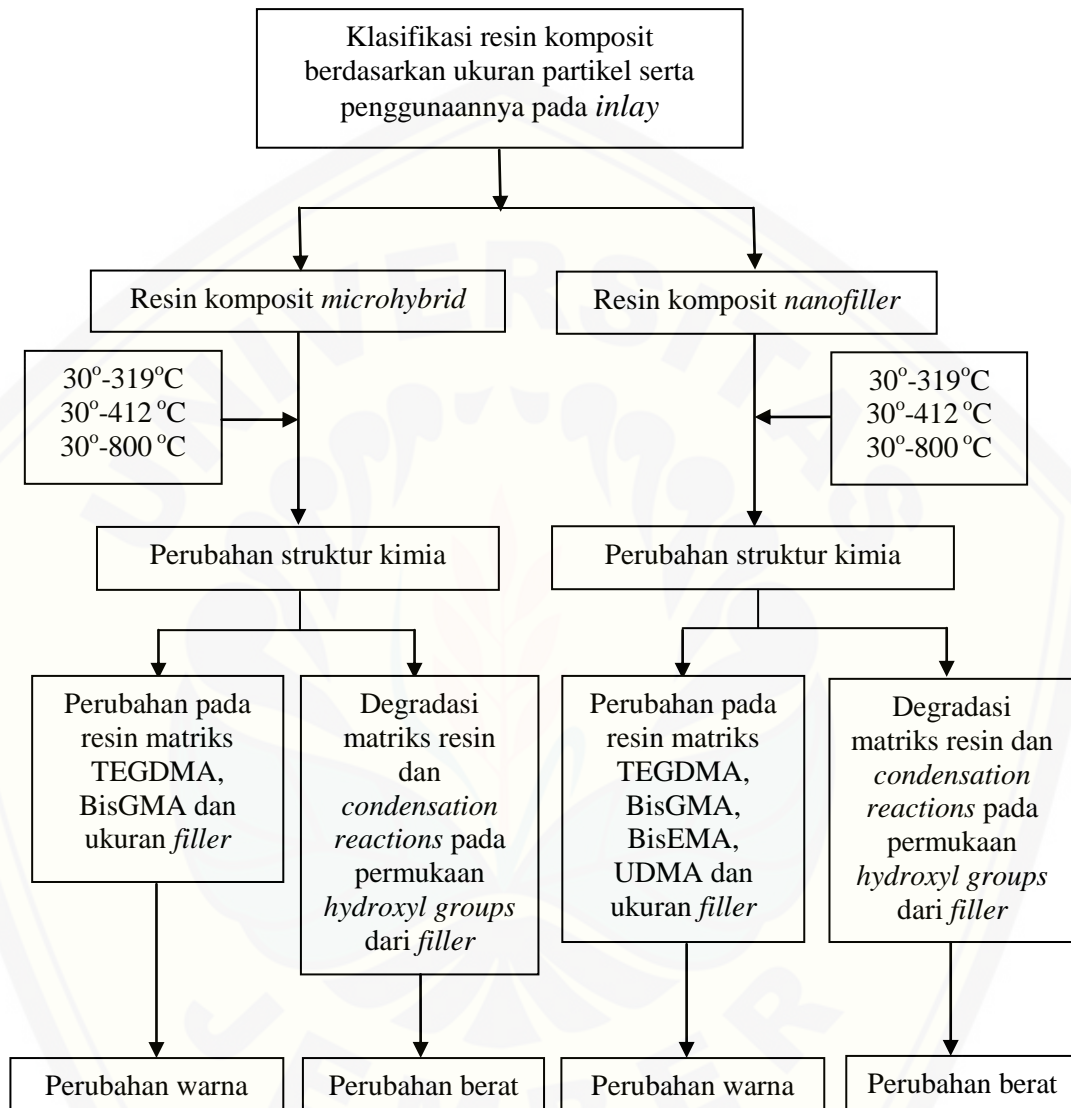 Klasifikasi resin komposit
berdasarkan ukuran partikel serta
penggunaannya pada inlay
Resin komposit microhybrid
Resin komposit nanofiller
30°-319°C
30°-412 °C
30°-800 °C
30°-319°C
30°-412 °C
30°-800 °C
Perubahan struktur kimia
Perubahan struktur kimia
Perubahan pada
resin matriks
TEGDMA,
BisGMA dan
ukuran filler
Degradasi
matriks resin
dan
condensation
reactions pada
permukaan
hydroxyl groups
dari filler
Perubahan pada
resin matriks
TEGDMA,
BisGMA,
BisEMA,
UDMA dan
ukuran filler
Degradasi
matriks resin dan
condensation
reactions pada
permukaan
hydroxyl groups
dari filler
Perubahan warna
Perubahan berat
Perubahan warna
Perubahan berat
UNIVERSITAS